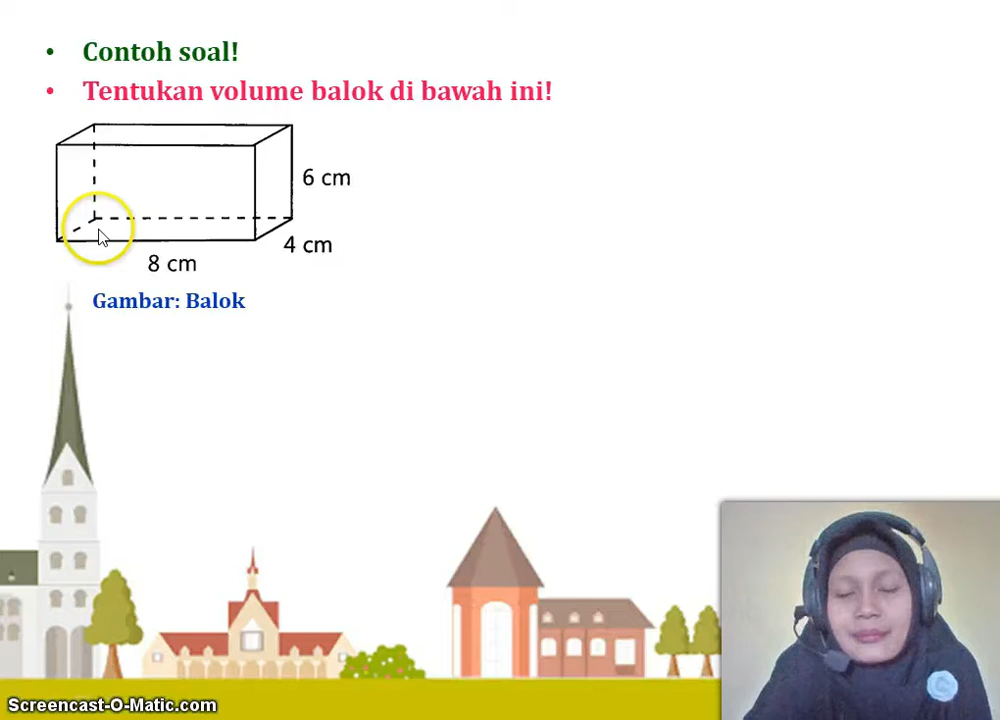 • Contoh soal!
• Tentukan volume balok di bawah ini!
6 cm
4 cm
8 cm
Gambar: Balok
Screencast-O-Matic.com